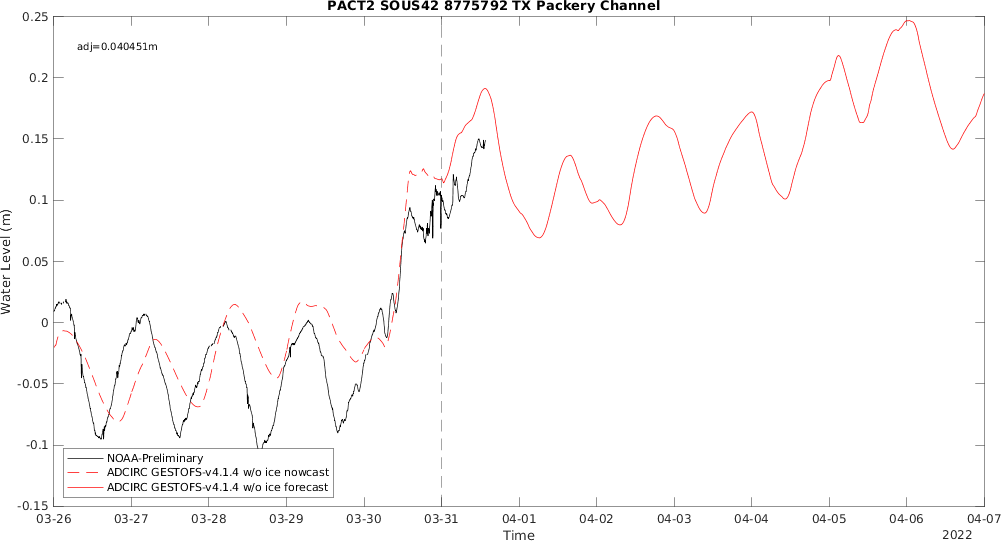 PACT2 SOUS42 8775792 TX Packery Channel
adj=0.040451m
Water Level (m)
0.25
0.2
0.15
0.1
0.05
0
-0.05
-0.1
-0.15
NOAA-Preliminary
ADCIRC GESTOFS-v4.1.4 w/o ice nowcast
ADCIRC GESTOFS-v4.1.4 w/o ice forecast
03-26 03-27 03-28 03-29 03-30 03-31 04-01 04-02 04-03 04-04 04-05 04-06 04-07
Time
2022